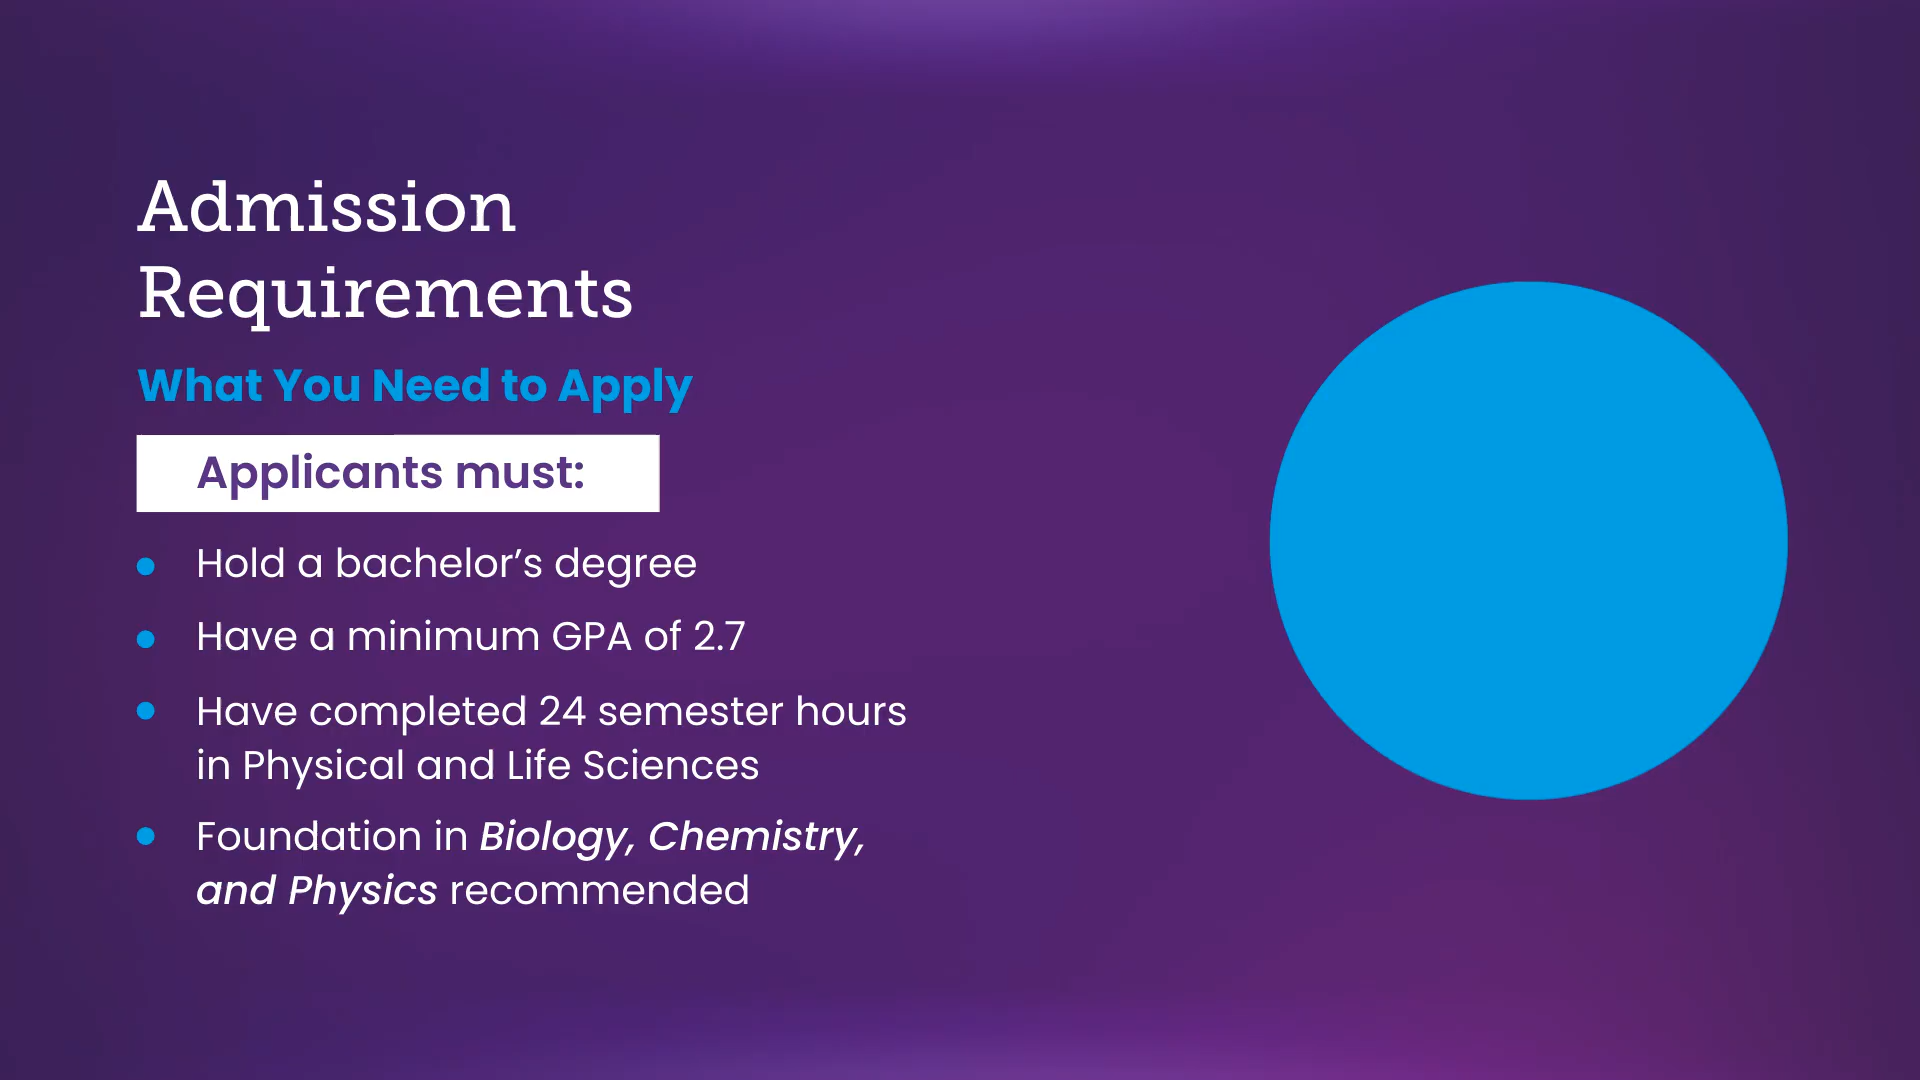 Admission
Requirements
What You Need to Apply
Applicants must:
Hold a bachelor’s degree
Have a minimum GPA of 2.7
Have completed 24 semester hours
in Physical and Life Sciences
Foundation in Biology, Chemistry,
and Physics recommended